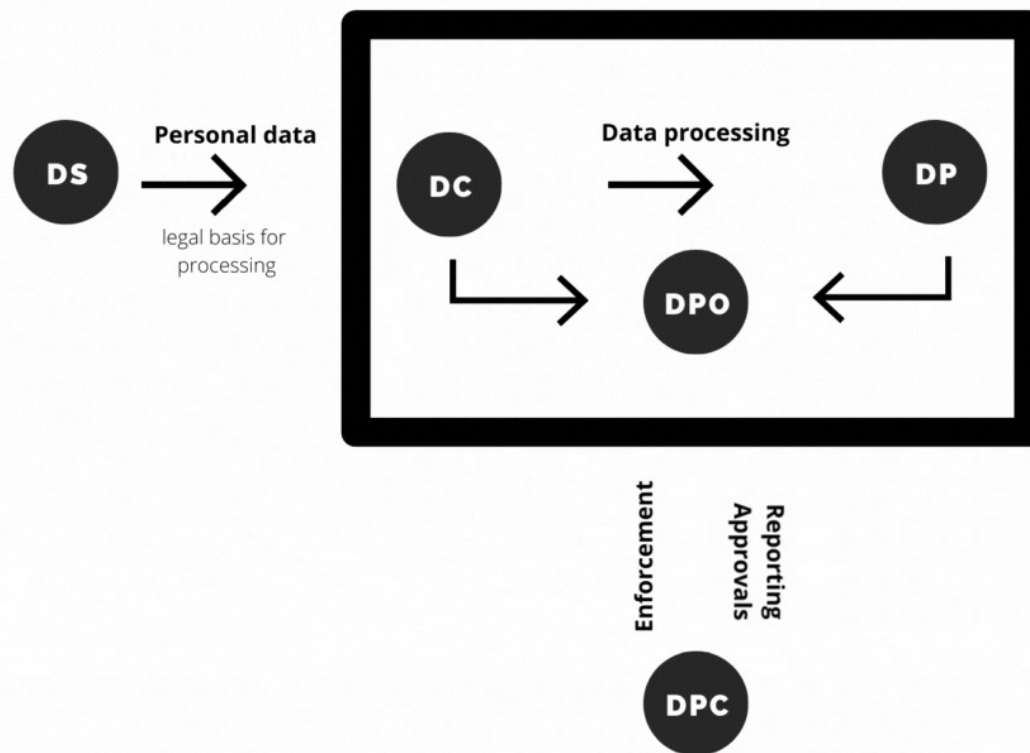 DS
Personal data
legal basis for
processing
DC
Data processing
DP
DPO
Enforcement
Reporting
Approvals
DPC